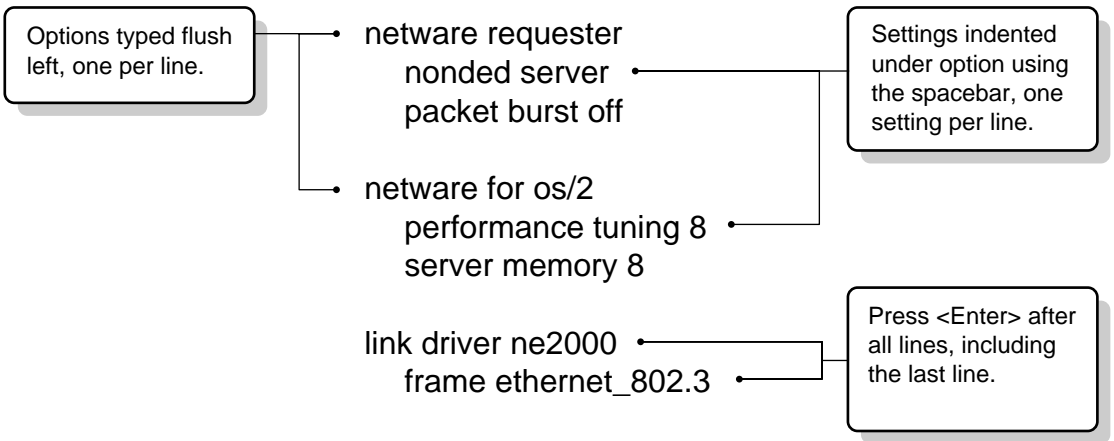 Options typed flush
left, one per line.
netware requester
nonded server
packet burst off
Settings indented
under option using
the spacebar, one
setting per line.
netware for os/2
performance tuning 8
server memory 8
link driver ne2000
frame ethernet_802.3
Press <Enter> after
all lines, including
the last line.